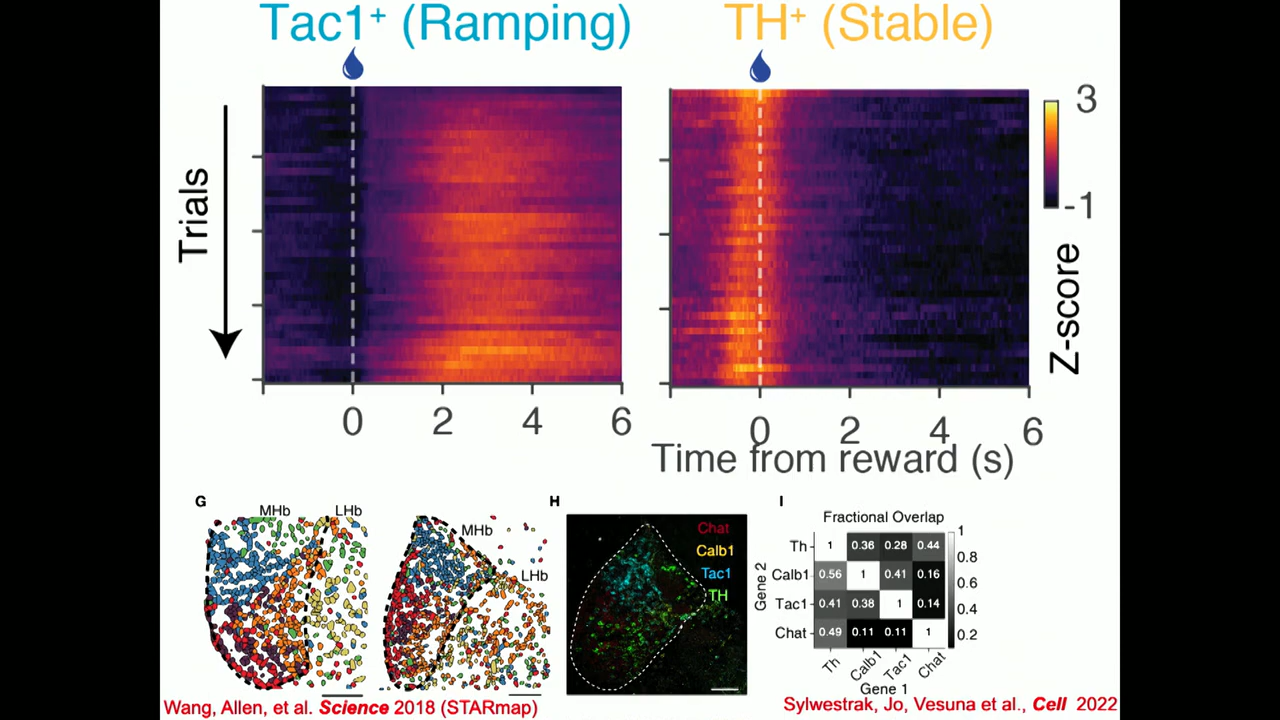 Tac1⁺ (Ramping)
TH⁺ (Stable)
Trials
0 2 4 6
0 2 4 6
Time from reward (s)
3
-1
Z-score
G
MHb
LHb
MHb
LHb
H
Chat
Calb1
Tac1
TH
I
Fractional Overlap
Gene 2
Th 1 0.36 0.28 0.44
Calb1 0.56 1 0.41 0.16
Tac1 0.41 0.38 1 0.14
Chat 0.49 0.11 0.11 1
Th Calb1 Tac1 Chat
Gene 1
1
0.8
0.6
0.4
0.2
Wang, Allen, et al. Science 2018 (STARmap)
Sylwestrak, Jo, Vesuna et al., Cell 2022